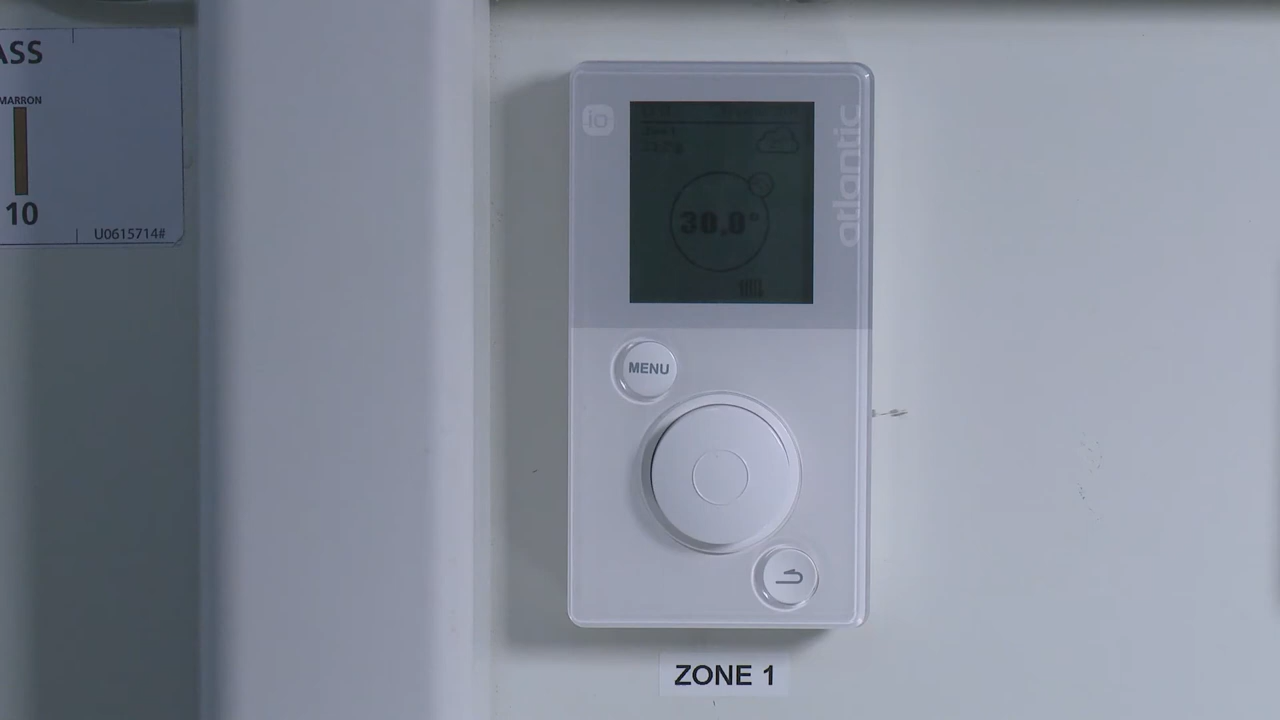 ASS
MARRON
10
U0615714#
io
atlantic
30.0°
MENU
ZONE 1